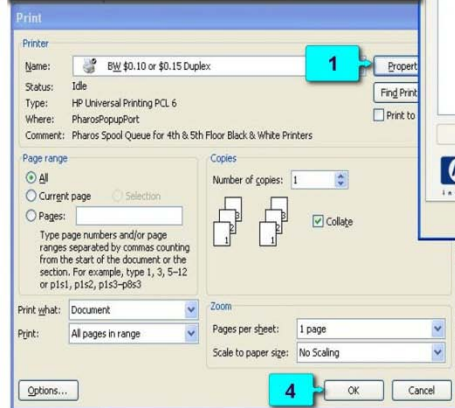 Print
Printer
Name: BW $0.10 or $0.15 Duplex
1
Propert
Status: Idle
Find Print
Type: HP Universal Printing PCL 6
Where: PharosPopupPort
Print to
Comment: Pharos Spool Queue for 4th & 5th Floor Black & White Printers
Page range
All
Current page Selection
Pages:
Type page numbers and/or page
ranges separated by commas counting
from the start of the document or the
section. For example, type 1, 3, 5-12
or p1s1, p1s2, p1s3-p8s3
Copies
Number of copies: 1
Collate
Print what: Document
Print: All pages in range
Zoom
Pages per sheet: 1 page
Scale to paper size: No Scaling
Options...
4
OK
Cancel